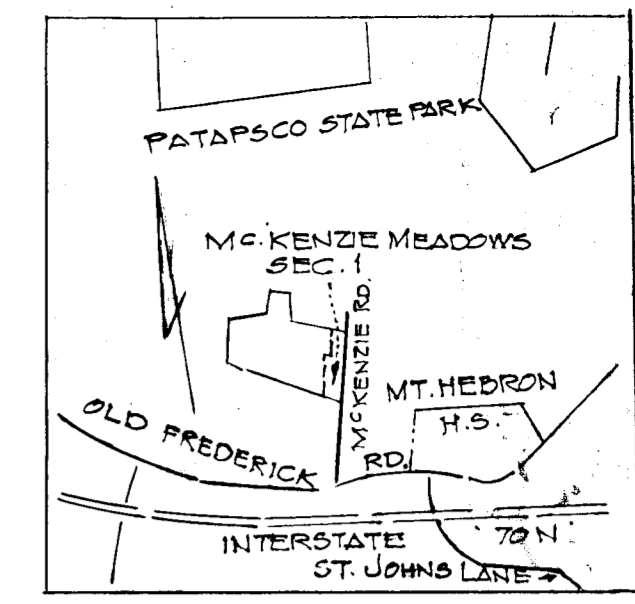 PATAPSCO STATE PARK
Mc. KENZIE MEADOWS
SEC. 1
McKENZIE RD.
MT. HEBRON
H.S.
OLD FREDERICK RD.
INTERSTATE 70 N
ST. JOHNS LANE